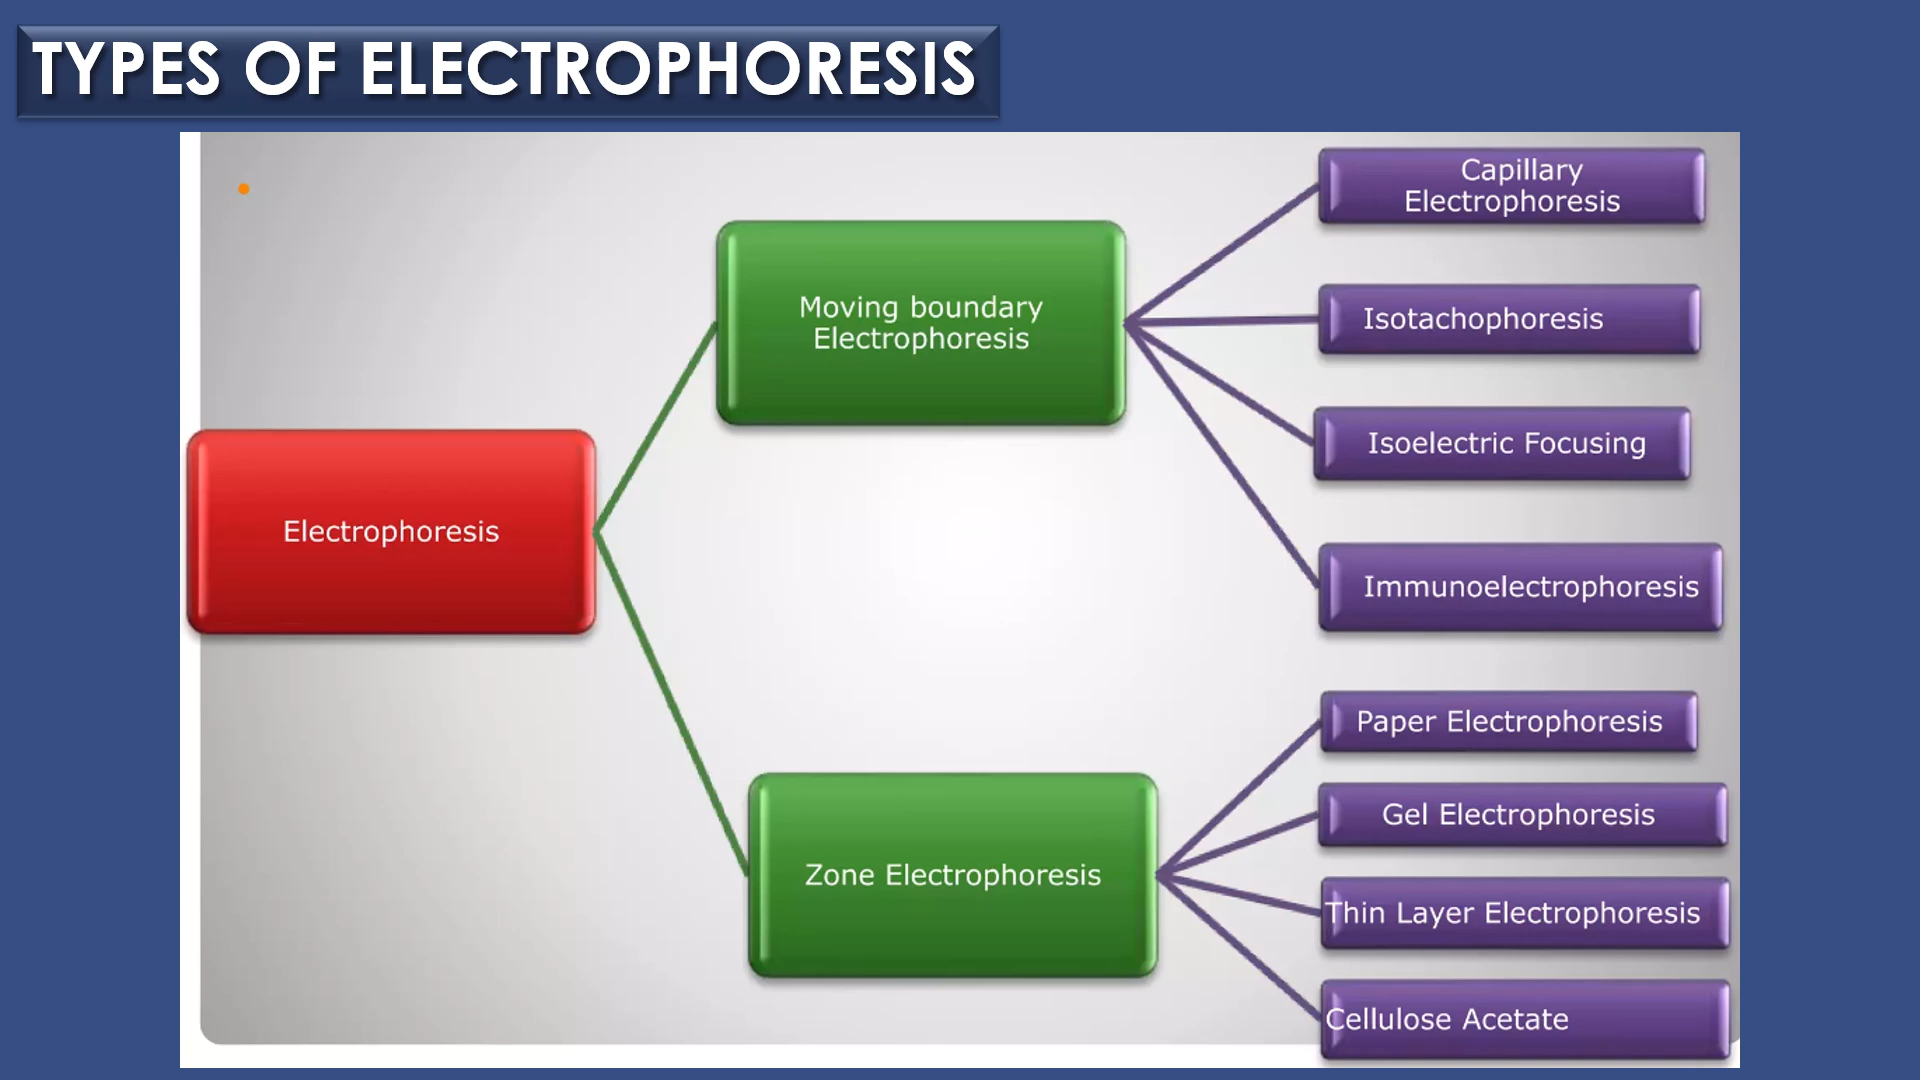 TYPES OF ELECTROPHORESIS
Electrophoresis
Moving boundary
Electrophoresis
Capillary
Electrophoresis
Isotachophoresis
Isoelectric Focusing
Immunoelectrophoresis
Zone Electrophoresis
Paper Electrophoresis
Gel Electrophoresis
Thin Layer Electrophoresis
Cellulose Acetate